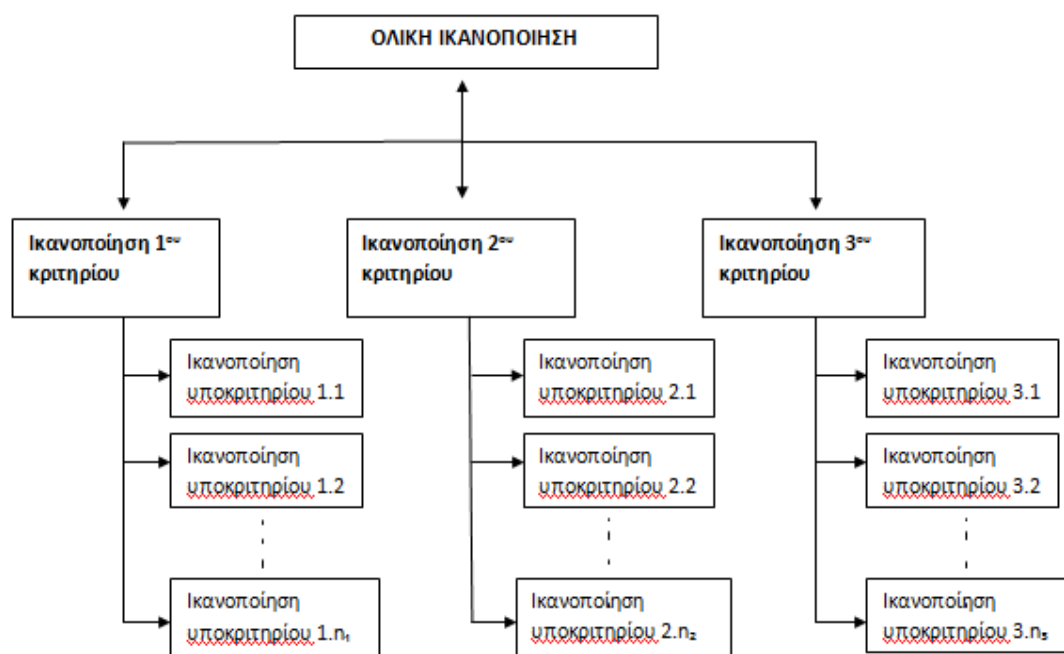 ΟΛΙΚΗ ΙΚΑΝΟΠΟΙΗΣΗ
Ικανοποίηση 1ου
κριτηρίου
Ικανοποίηση 2ου
κριτηρίου
Ικανοποίηση 3ου
κριτηρίου
Ικανοποίηση
υποκριτηρίου 1.1
Ικανοποίηση
υποκριτηρίου 2.1
Ικανοποίηση
υποκριτηρίου 3.1
Ικανοποίηση
υποκριτηρίου 1.2
Ικανοποίηση
υποκριτηρίου 2.2
Ικανοποίηση
υποκριτηρίου 3.2
Ικανοποίηση
υποκριτηρίου 1.n₁
Ικανοποίηση
υποκριτηρίου 2.n₂
Ικανοποίηση
υποκριτηρίου 3.n₃